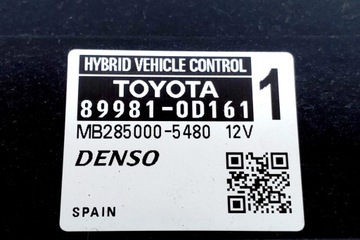 HYBRID VEHICLE CONTROL
TOYOTA
89981-0D161
1
MB285000-5480 12V
DENSO
SPAIN